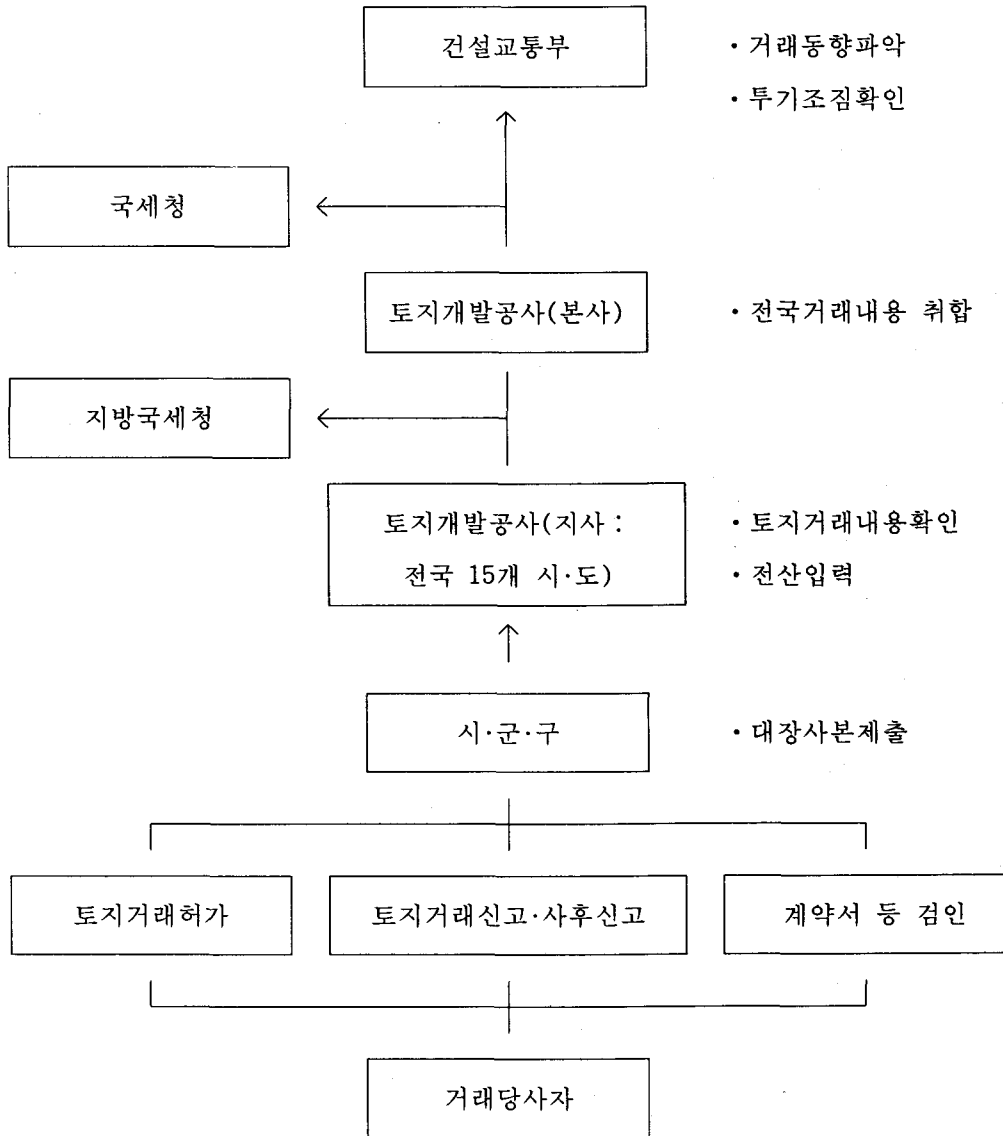 건설교통부
· 거래동향파악
· 투기조짐확인
국세청
토지개발공사(본사)
· 전국거래내용 취합
지방국세청
토지개발공사(지사 :
전국 15개 시·도)
· 토지거래내용확인
· 전산입력
시·군·구
· 대장사본제출
토지거래허가
토지거래신고·사후신고
계약서 등 검인
거래당사자